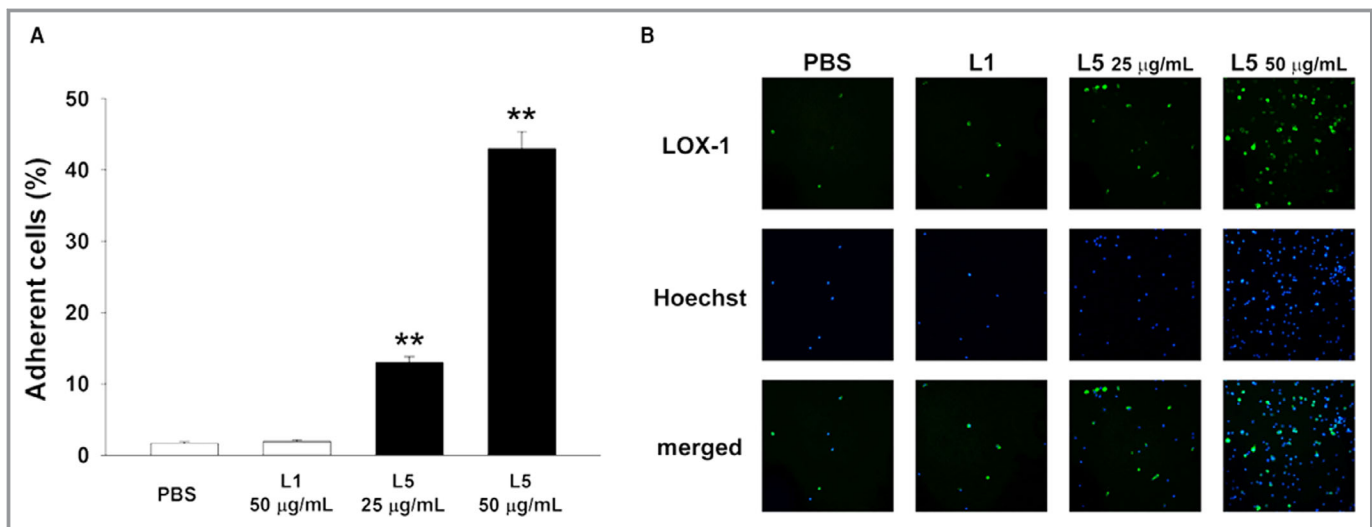 A
Adherent cells (%)
50
40
30
20
10
0
**
**
PBS
L1
50 μg/mL
L5
25 μg/mL
L5
50 μg/mL
B
PBS L1 L5 25 μg/mL L5 50 μg/mL
LOX-1
Hoechst
merged